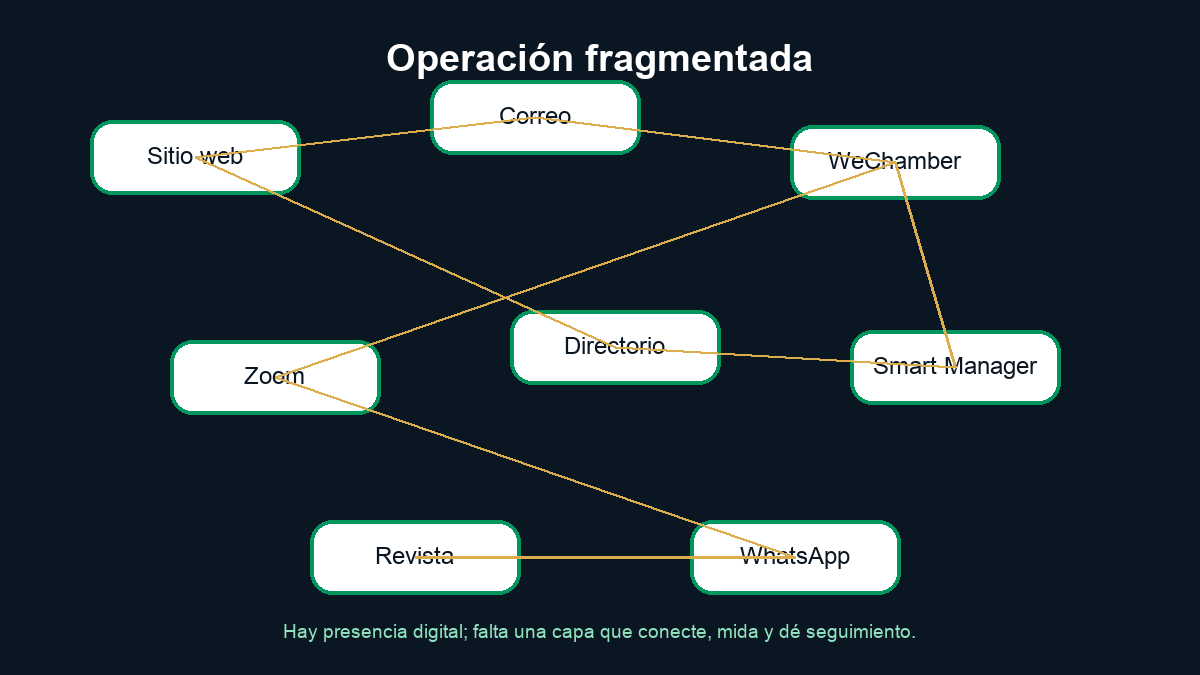 Operación fragmentada
Correo
Sitio web
WeChamber
Directorio
Smart Manager
Zoom
Revista
WhatsApp
Hay presencia digital; falta una capa que conecte, mida y dé seguimiento.